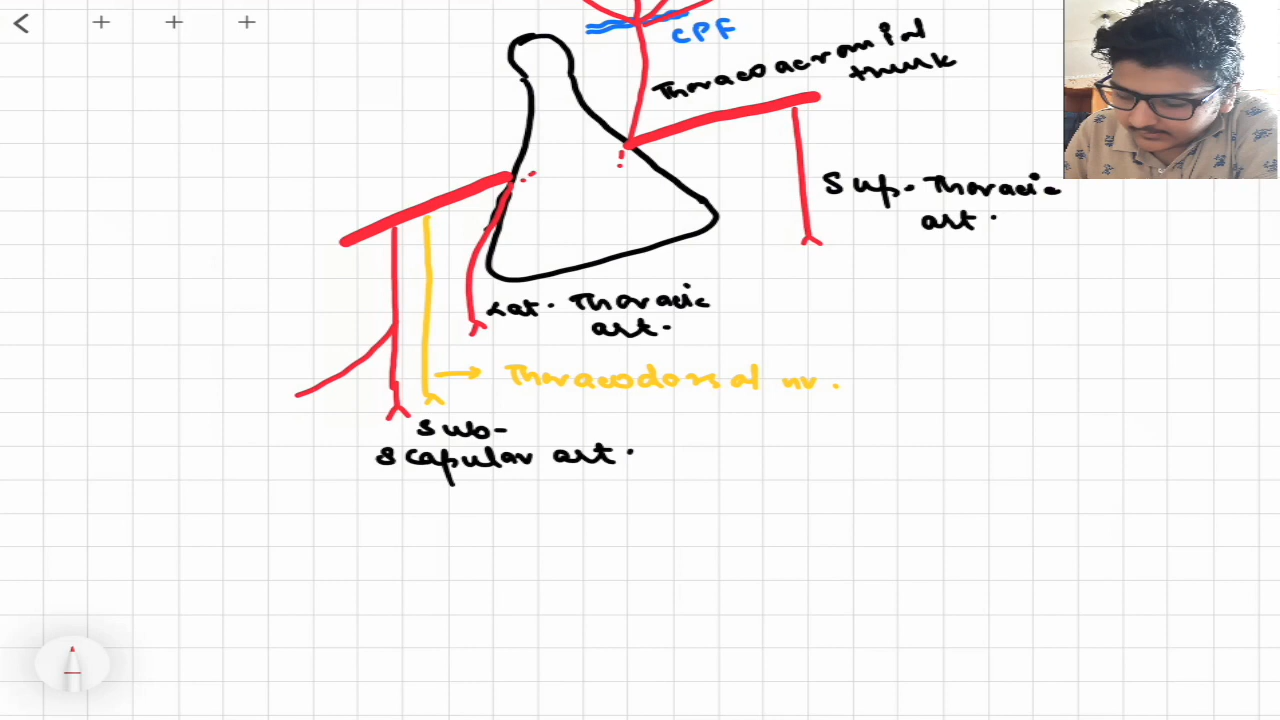 CPF
Thoracoacromial
trunk
Sup. Thoracic
art.
Lat. Thoracic
art.
Thoracodorsal nv.
Sub-
scapular art.